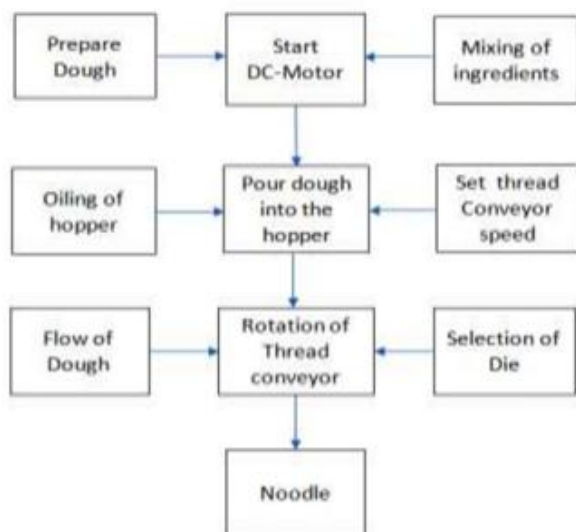 Prepare
Dough
Start
DC-Motor
Mixing of
ingredients
Oiling of
hopper
Pour dough
into the
hopper
Set thread
Conveyor
speed
Flow of
Dough
Rotation of
Thread
conveyor
Selection of
Die
Noodle